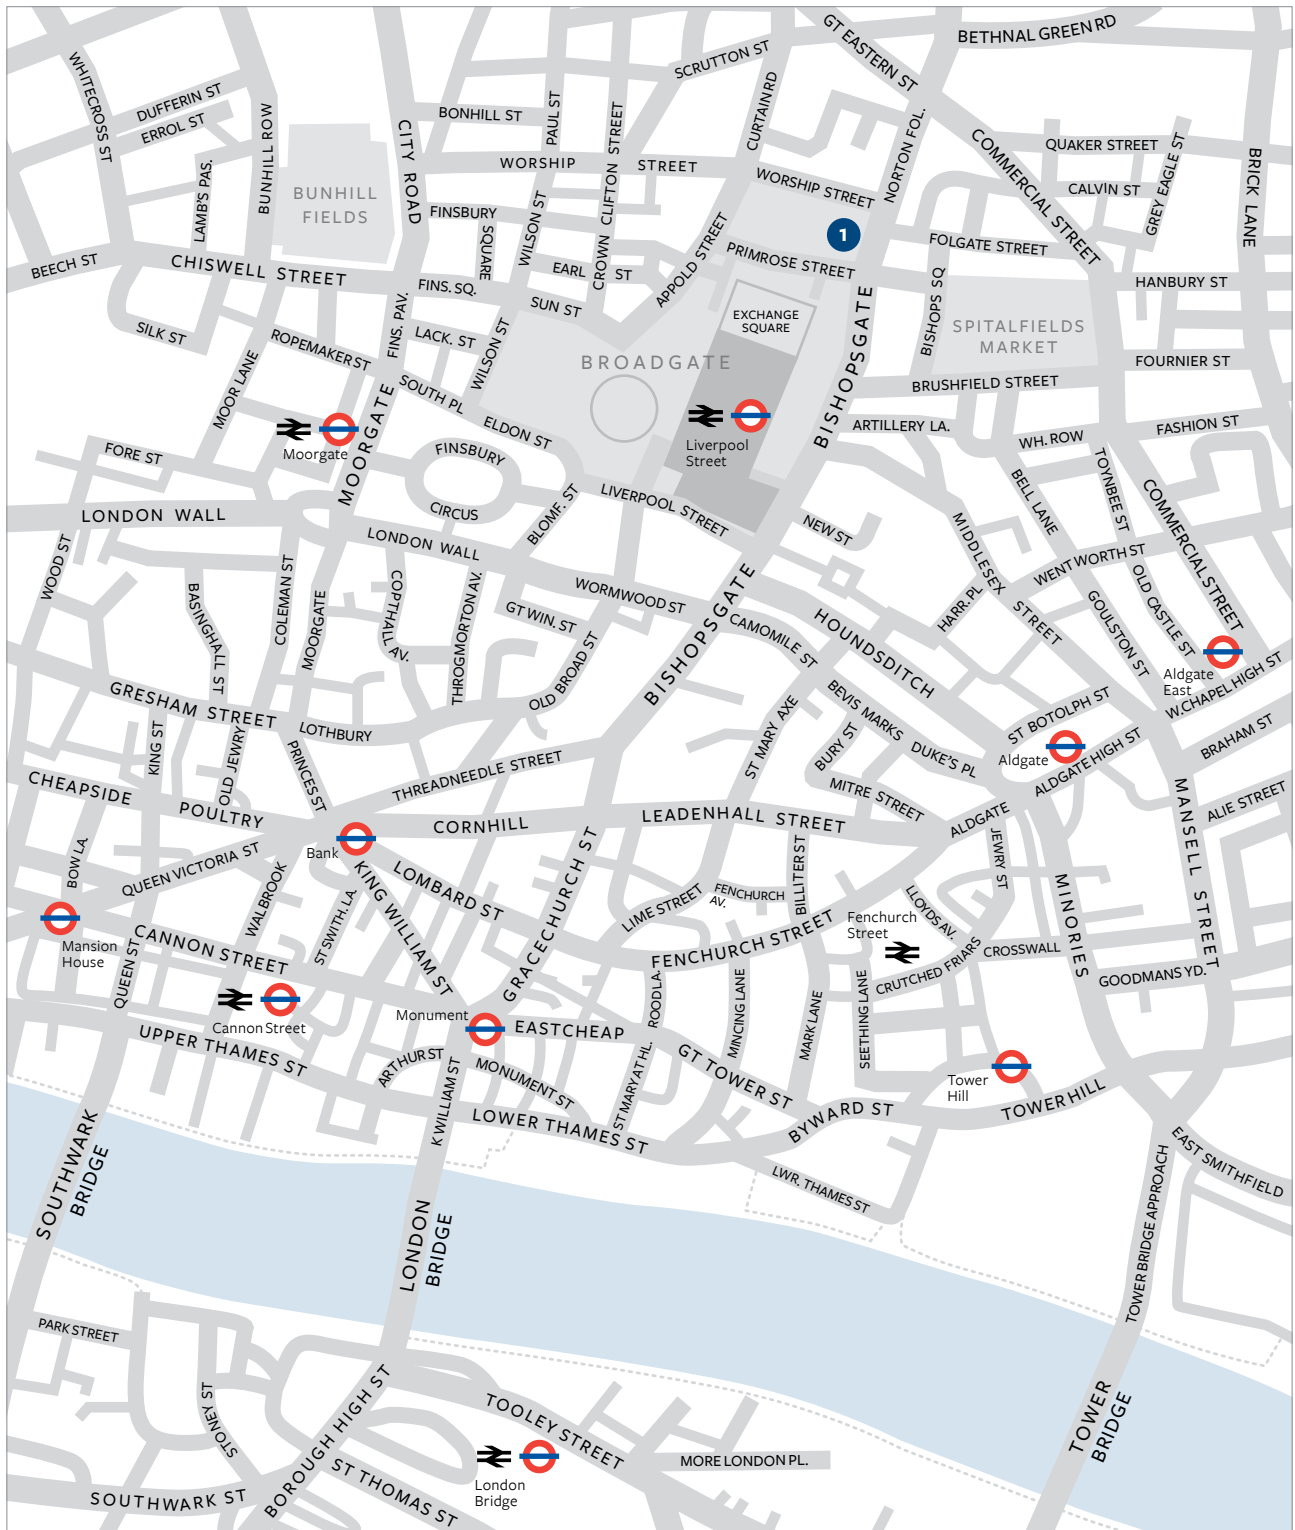 GT EASTERN ST
BETHNAL GREEN RD
WHITECROSS ST
SCRUTTON ST
DUFFERIN ST
ERROL ST
BUNHILL ROW
CITY ROAD
BONHILL ST
PAUL ST
CLIFTON STREET
CURTAIN RD
NORTON FOL.
COMMERCIAL STREET
QUAKER STREET
GREY EAGLE ST
BRICK LANE
WORSHIP STREET
WORSHIP STREET
CALVIN ST
LAMB'S PAS.
BUNHILL
FIELDS
FINSBURY
SQUARE
WILSON ST
CROWN
APPOLD STREET
1
FOLGATE STREET
PRIMROSE STREET
BEECH ST
CHISWELL STREET
FINS. SQ.
EARL ST
SUN ST
HANBURY ST
BISHOPS SQ
BISHOPSGATE
EXCHANGE
SQUARE
SPITALFIELDS
MARKET
SILK ST
ROPEMAKER ST
FINS. PAV.
LACK. ST
WILSON ST
BROADGATE
FOURNIER ST
MOOR LANE
SOUTH PL
ELDON ST
BRUSHFIELD STREET
MOORGATE
Moorgate
Liverpool
Street
ARTILLERY LA.
WH. ROW
FASHION ST
FORE ST
FINSBURY
CIRCUS
TOYNBEE ST
BELL LANE
COMMERCIAL STREET
LONDON WALL
LIVERPOOL STREET
BLOMF. ST
NEW ST
MIDDLESEX
STREET
WENTWORTH ST
LONDON WALL
WOOD ST
BASINGHALL ST
COLEMAN ST
MOORGATE
COPTHALL
AV.
THROGMORTON AV.
WORMWOOD ST
GT WIN. ST
BISHOPSGATE
CAMOMILE ST
HOUNDSDITCH
HARR. PL
GOULSTON ST
OLD CASTLE ST
Aldgate
East
W.CHAPEL HIGH ST
OLD BROAD ST
GRESHAM STREET
KING ST
OLD JEWRY
LOTHBURY
PRINCES ST
ST MARY AXE
BEVIS MARKS
BURY ST
DUKE'S PL
ST BOTOLPH ST
Aldgate
ALDGATE HIGH ST
BRAHAM ST
CHEAPSIDE
POULTRY
THREADNEEDLE STREET
MITRE STREET
ALDGATE
ALIE STREET
MANSELL STREET
CORNHILL
LEADENHALL STREET
Bank
BOW LA.
QUEEN VICTORIA ST
WALBROOK
KING WILLIAM ST
LOMBARD ST
GRACECHURCH ST
LIME STREET
FENCHURCH
AV.
BILLITER ST
JEWRY ST
MINORIES
Mansion
House
ST SWITH. LA.
LLOYDS AV.
Fenchurch
Street
FENCHURCH STREET
CANNON STREET
QUEEN ST
CROSSWALL
CRUTCHED FRIARS
GOODMANS YD.
Cannon Street
Monument
EASTCHEAP
ROOD LA.
MINCING LANE
MARK LANE
SEETHING LANE
UPPER THAMES ST
ARTHUR ST
K WILLIAM ST
MONUMENT ST
ST MARY AT HL.
GT TOWER ST
Tower
Hill
TOWER HILL
LOWER THAMES ST
BYWARD ST
EAST SMITHFIELD
LWR. THAMES ST
SOUTHWARK
BRIDGE
LONDON
BRIDGE
TOWER BRIDGE APPROACH
PARK STREET
STONEY ST
BOROUGH HIGH ST
TOOLEY STREET
TOWER
BRIDGE
MORE LONDON PL.
London
Bridge
ST THOMAS ST
SOUTHWARK ST